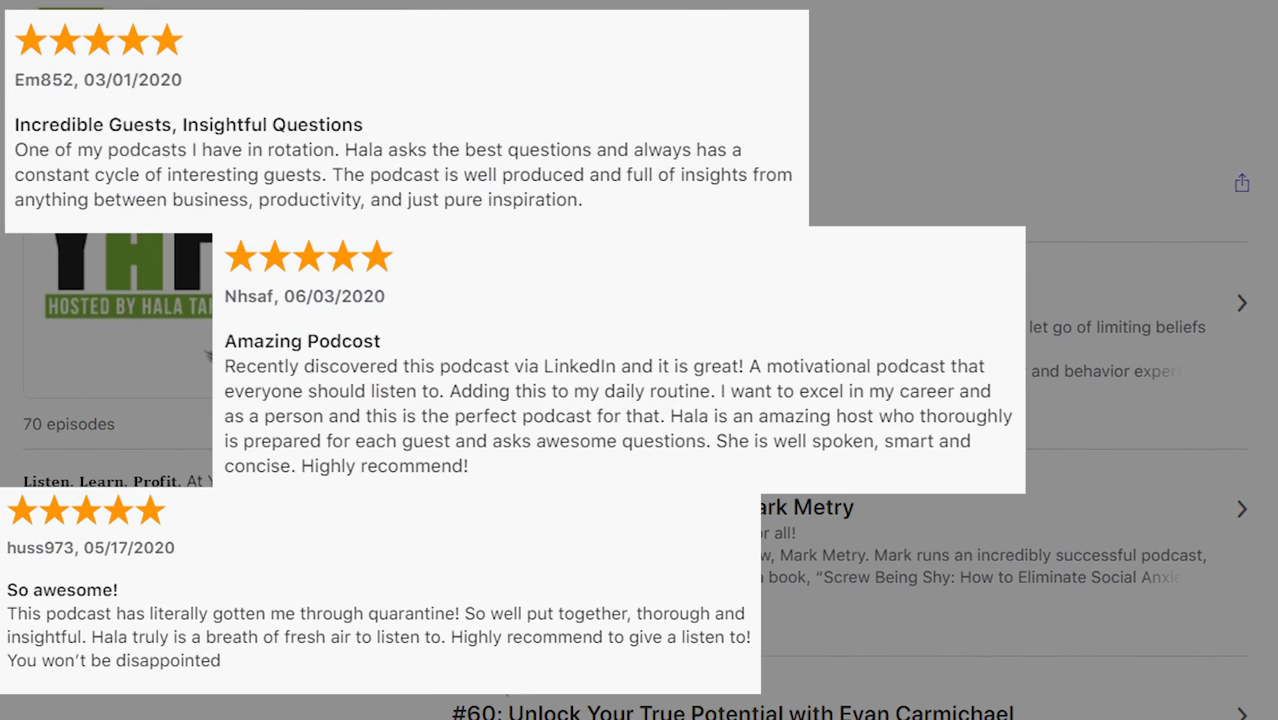 Em852, 03/01/2020
Incredible Guests, Insightful Questions
One of my podcasts I have in rotation. Hala asks the best questions and always has a
constant cycle of interesting guests. The podcast is well produced and full of insights from
anything between business, productivity, and just pure inspiration.
HOSTED BY HALA
70 episodes
Listen. Learn. Profit. At
Nhsaf, 06/03/2020
Amazing Podcost
Recently discovered this podcast via LinkedIn and it is great! A motivational podcast that
everyone should listen to. Adding this to my daily routine. I want to excel in my career and
as a person and this is the perfect podcast for that. Hala is an amazing host who thoroughly
is prepared for each guest and asks awesome questions. She is well spoken, smart and
concise. Highly recommend!
let go of limiting beliefs
and behavior
huss973, 05/17/2020
So awesome!
This podcast has literally gotten me through quarantine! So well put together, thorough and
insightful. Hala truly is a breath of fresh air to listen to. Highly recommend to give a listen to!
You won't be disappointed
Metry
for all!
Mark Metry. Mark runs an incredibly successful podcast,
book, “Screw Being Shy: How to Eliminate Social
#60: Unlock Your True Potential with Evan Carmichael